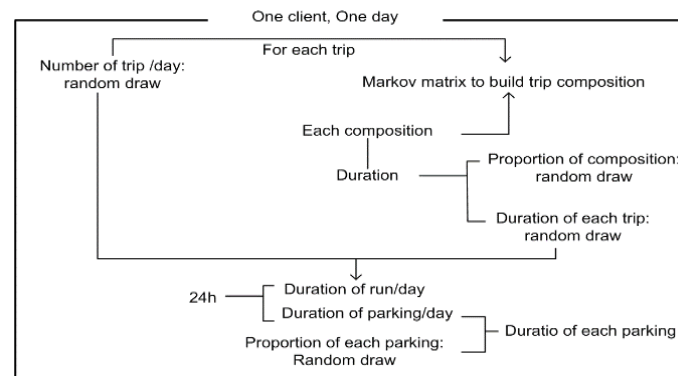 One client, One day
For each trip
Number of trip /day:
random draw
Markov matrix to build trip composition
Each composition
Proportion of composition:
random draw
Duration
Duration of each trip:
random draw
24h
Duration of run/day
Duration of parking/day
Duratio of each parking
Proportion of each parking:
Random draw